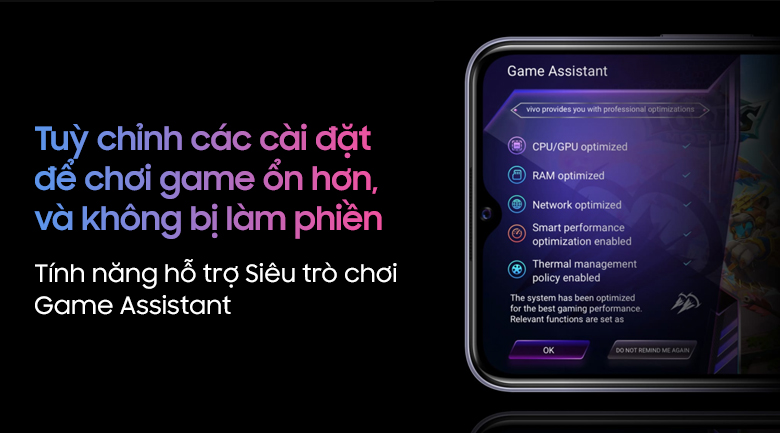 Tuỳ chỉnh các cài đặt
để chơi game ổn hơn,
và không bị làm phiền
Tính năng hỗ trợ Siêu trò chơi
Game Assistant
Game Assistant
vivo provides you with professional optimizations
CPU/GPU optimized
RAM optimized
Network optimized
Smart performance
optimization enabled
Thermal management
policy enabled
The system has been optimized
for the best gaming performance.
Relevant functions are set as
OK
DO NOT REMIND ME AGAIN